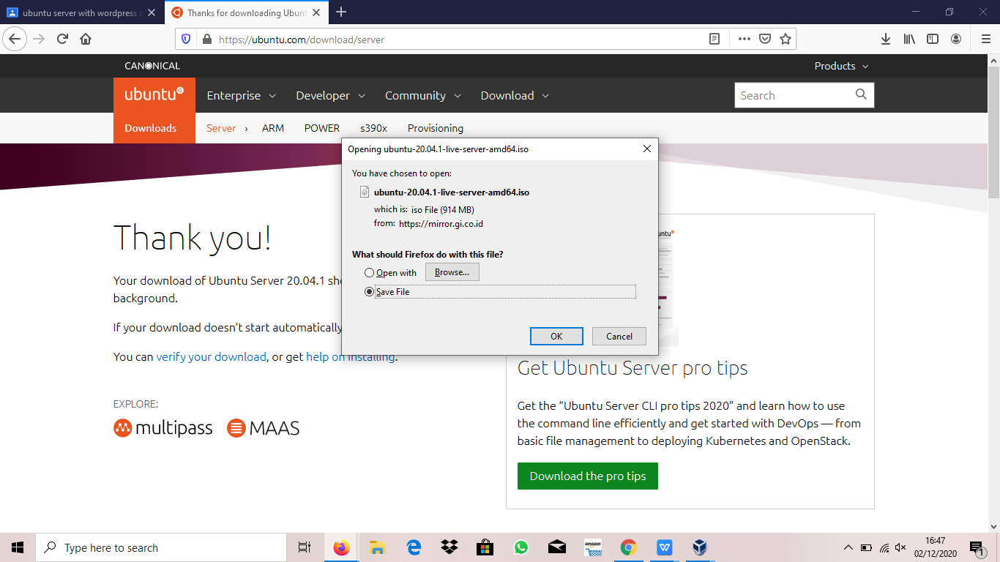 ubuntu server with wordpress
Thanks for downloading Ubunt
https://ubuntu.com/download/server
CANONICAL
Products
ubuntu
Enterprise
Developer
Community
Download
Search
Downloads
Server
ARM
POWER
s390x
Provisioning
Opening ubuntu-20.04.1-live-server-amd64.iso
You have chosen to open:
ubuntu-20.04.1-live-server-amd64.iso
which is: iso File (914 MB)
from: https://mirror.gi.co.id
What should Firefox do with this file?
Open with
Browse...
Save File
OK
Cancel
Thank you!
Your download of Ubuntu Server 20.04.1
background.
If your download doesn’t start automatically
You can verify your download, or get help on installing.
EXPLORE:
multipass
MAAS
Get Ubuntu Server pro tips
Get the “Ubuntu Server CLI pro tips 2020” and learn how to use
the command line efficiently and get started with DevOps — from
basic file management to deploying Kubernetes and OpenStack.
Download the pro tips
Type here to search
amazon
16:47
02/12/2020
1